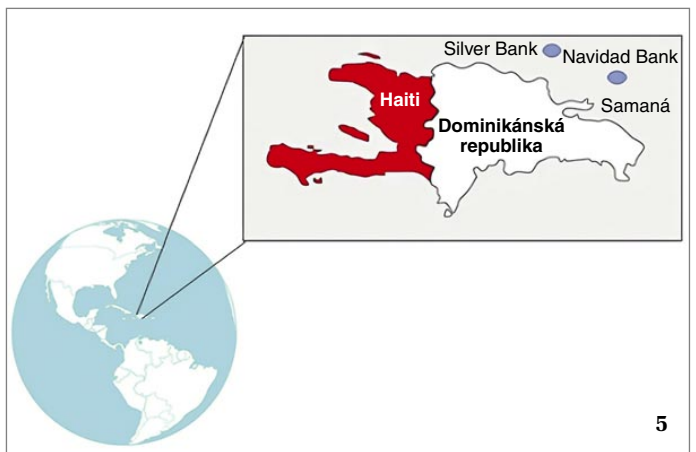 Silver Bank
Navidad Bank
Haiti
Samaná
Dominikánská
republika
5